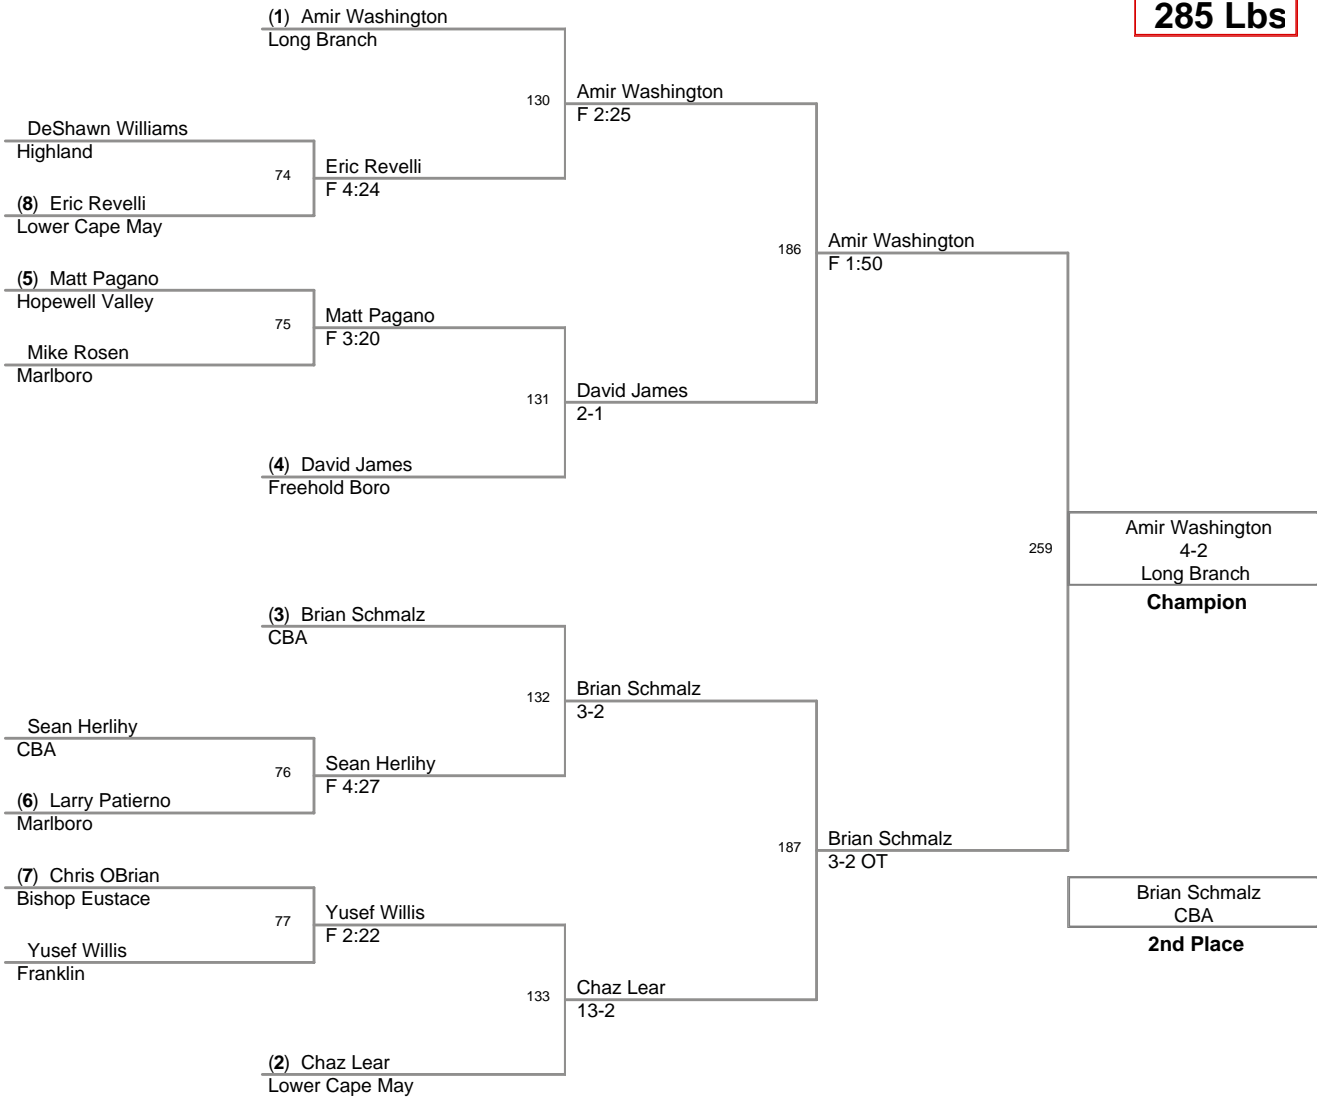 285 Lbs
(1) Amir Washington
Long Branch
130
Amir Washington
F 2:25
DeShawn Williams
Highland
74
Eric Revelli
F 4:24
(8) Eric Revelli
Lower Cape May
186
Amir Washington
F 1:50
(5) Matt Pagano
Hopewell Valley
75
Matt Pagano
F 3:20
Mike Rosen
Marlboro
131
David James
2-1
(4) David James
Freehold Boro
259
Amir Washington
4-2
Long Branch
Champion
(3) Brian Schmalz
CBA
132
Brian Schmalz
3-2
Sean Herlihy
CBA
76
Sean Herlihy
F 4:27
(6) Larry Patierno
Marlboro
187
Brian Schmalz
3-2 OT
(7) Chris OBrian
Bishop Eustace
77
Yusef Willis
F 2:22
Yusef Willis
Franklin
Brian Schmalz
CBA
2nd Place
133
Chaz Lear
13-2
(2) Chaz Lear
Lower Cape May